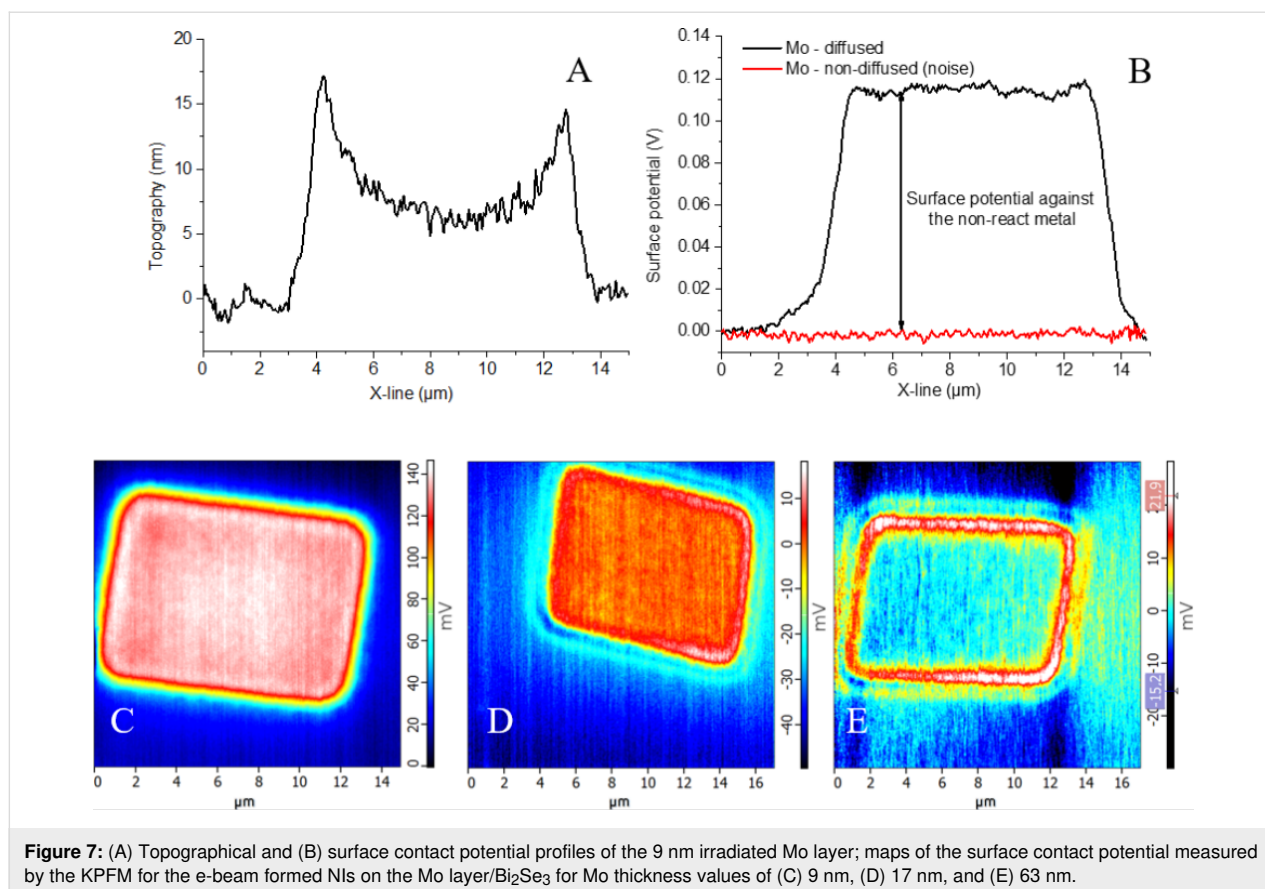 20
15
10
5
0
Topography (nm)
A
0 2 4 6 8 10 12 14
X-line (µm)
0.14
0.12
0.10
0.08
0.06
0.04
0.02
0.00
Surface potential (V)
Mo - diffused
Mo - non-diffused (noise)
B
Surface potential against
the non-react metal
0 2 4 6 8 10 12 14
X-line (µm)
C
0 2 4 6 8 10 12 14
µm
140
120
100
80
60
40
20
0
mV
D
0 2 4 6 8 10 12 14 16
µm
10
0
-10
-20
-30
-40
mV
E
0 2 4 6 8 10 12 14 16
µm
21.9
10
0
-10
-15.2
-20
mV
Figure 7: (A) Topographical and (B) surface contact potential profiles of the 9 nm irradiated Mo layer; maps of the surface contact potential measured
by the KPFM for the e-beam formed NIs on the Mo layer/Bi₂Se₃ for Mo thickness values of (C) 9 nm, (D) 17 nm, and (E) 63 nm.